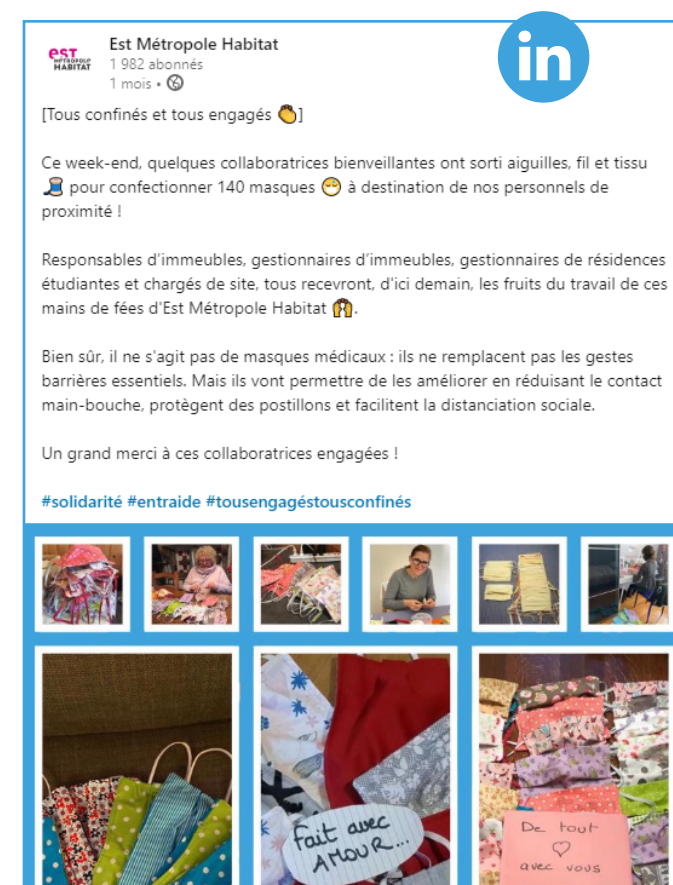 in
est
MÉTROPOLE
HABITAT
Est Métropole Habitat
1 982 abonnés
1 mois •
[Tous confinés et tous engagés 👏]
Ce week-end, quelques collaboratrices bienveillantes ont sorti aiguilles, fil et tissu
🧵 pour confectionner 140 masques 😷 à destination de nos personnels de
proximité !
Responsables d’immeubles, gestionnaires d’immeubles, gestionnaires de résidences
étudiantes et chargés de site, tous recevront, d'ici demain, les fruits du travail de ces
mains de fées d'Est Métropole Habitat 🙌.
Bien sûr, il ne s'agit pas de masques médicaux : ils ne remplacent pas les gestes
barrières essentiels. Mais ils vont permettre de les améliorer en réduisant le contact
main-bouche, protègent des postillons et facilitent la distanciation sociale.
Un grand merci à ces collaboratrices engagées !
#solidarité #entraide #tousengagéstousconfinés
fait avec
AMOUR...
De tout
♡
avec vous